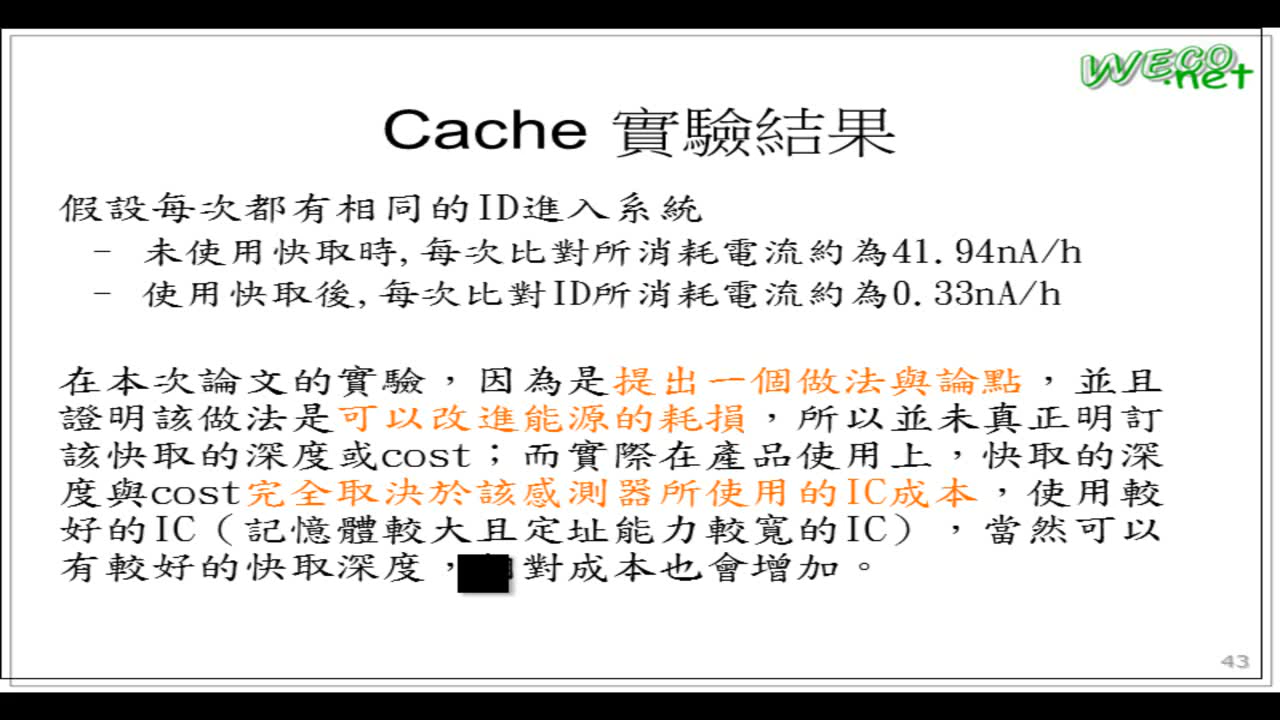 WECO
.net
Cache 實驗結果
假設每次都有相同的ID進入系統
- 未使用快取時,每次比對所消耗電流約為41.94nA/h
- 使用快取後,每次比對ID所消耗電流約為0.33nA/h
在本次論文的實驗，因為是提出一個做法與論點，並且
證明該做法是可以改進能源的耗損，所以並未真正明訂
該快取的深度或cost；而實際在產品使用上，快取的深
度與cost完全取決於該感測器所使用的IC成本，使用較
好的IC（記憶體較大且定址能力較寬的IC），當然可以
有較好的快取深度，對成本也會增加。
43